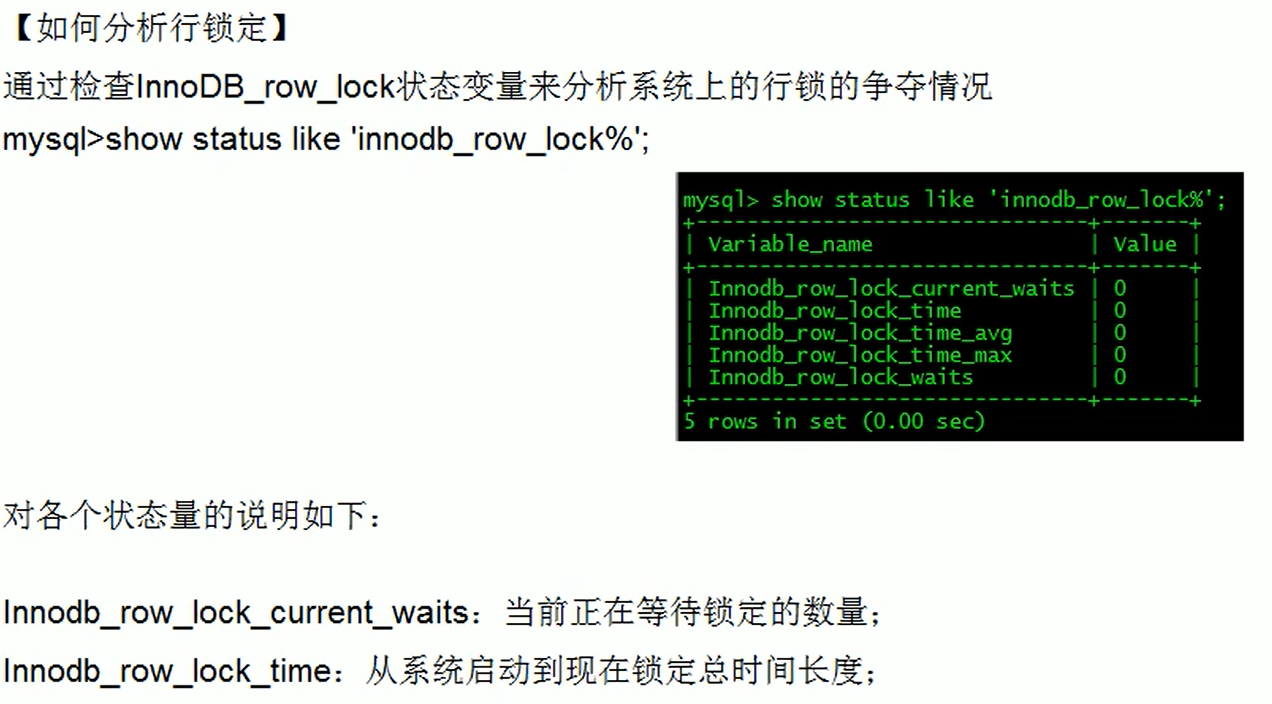 【如何分析行锁定】
通过检查InnoDB_row_lock状态变量来分析系统上的行锁的争夺情况
mysql>show status like 'innodb_row_lock%';
mysql> show status like 'innodb_row_lock%';
+-------------------------------+-------+
| Variable_name | Value |
+-------------------------------+-------+
| Innodb_row_lock_current_waits | 0 |
| Innodb_row_lock_time | 0 |
| Innodb_row_lock_time_avg | 0 |
| Innodb_row_lock_time_max | 0 |
| Innodb_row_lock_waits | 0 |
+-------------------------------+-------+
5 rows in set (0.00 sec)
对各个状态量的说明如下：
Innodb_row_lock_current_waits：当前正在等待锁定的数量；
Innodb_row_lock_time：从系统启动到现在锁定总时间长度；